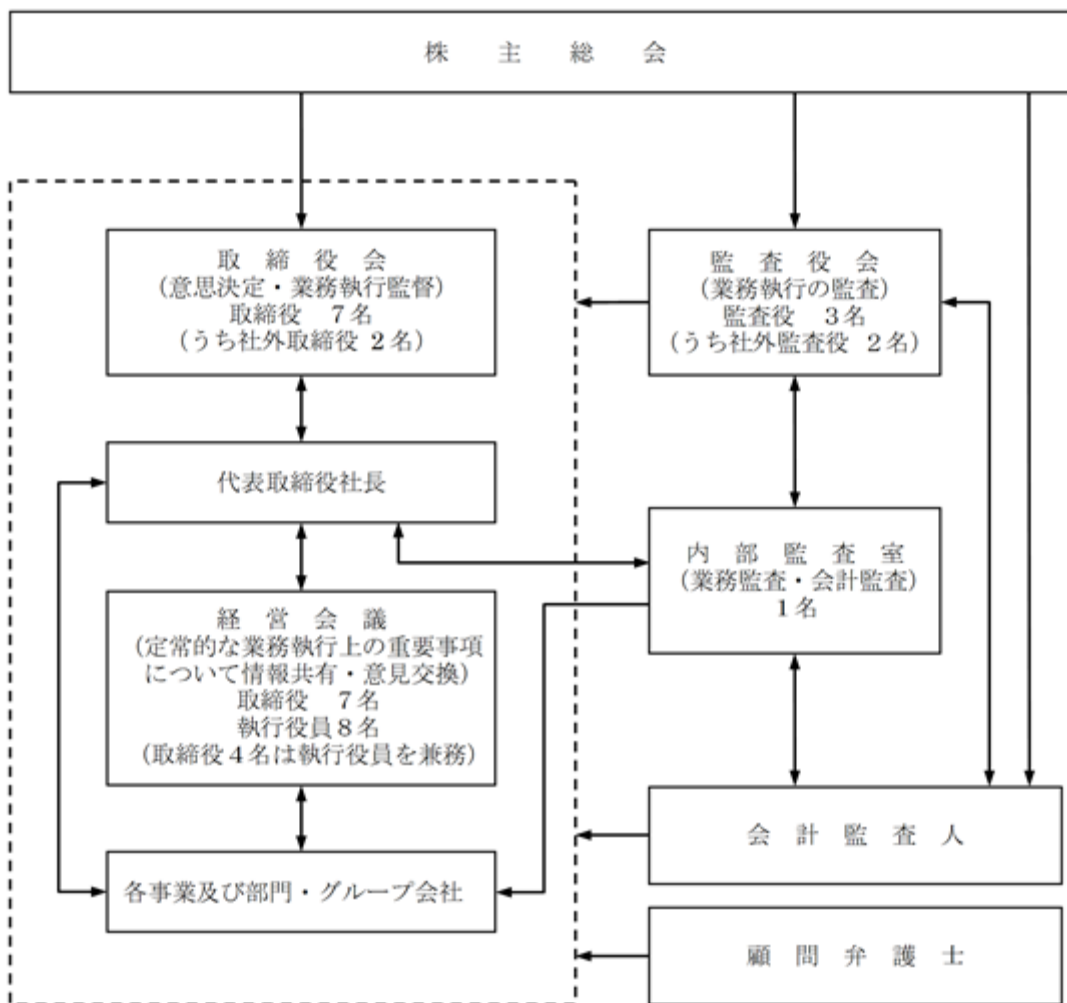 株主総会
取締役会
(意思決定・業務執行監督)
取締役 7名
(うち社外取締役 2名)
監査役会
(業務執行の監査)
監査役 3名
(うち社外監査役 2名)
代表取締役社長
内部監査室
(業務監査・会計監査)
1名
経営会議
(定常的な業務執行上の重要事項
について情報共有・意見交換)
取締役 7名
執行役員8名
(取締役4名は執行役員を兼務)
会計監査人
各事業及び部門・グループ会社
顧問弁護士